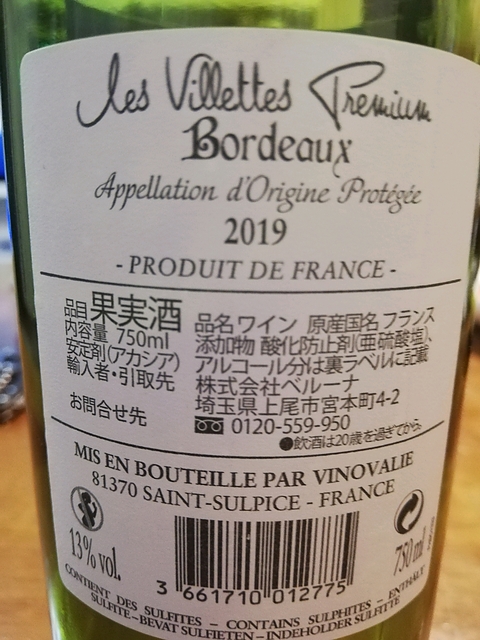 Les Villettes Premium
Bordeaux
Appellation d'Origine Protégée
2019
- PRODUIT DE FRANCE -
品目 果実酒 品名 ワイン 原産国名 フランス
内容量 750ml 添加物 酸化防止剤(亜硫酸塩)、
安定剤(アカシア) アルコール分は裏ラベルに記載
輸入者・引取先 株式会社ベルーナ
埼玉県上尾市宮本町4-2
お問合せ先 0120-559-950
●飲酒は20歳を過ぎてから。
MIS EN BOUTEILLE PAR VINOVALIE
81370 SAINT-SULPICE - FRANCE
13% vol. 750 ml
3 661710 012775
CONTIENT DES SULFITES - CONTAINS SULPHITES - ENTHÄLT
SULFITE - BEVAT SULFIETEN - INDEHOLDER SULFITTE